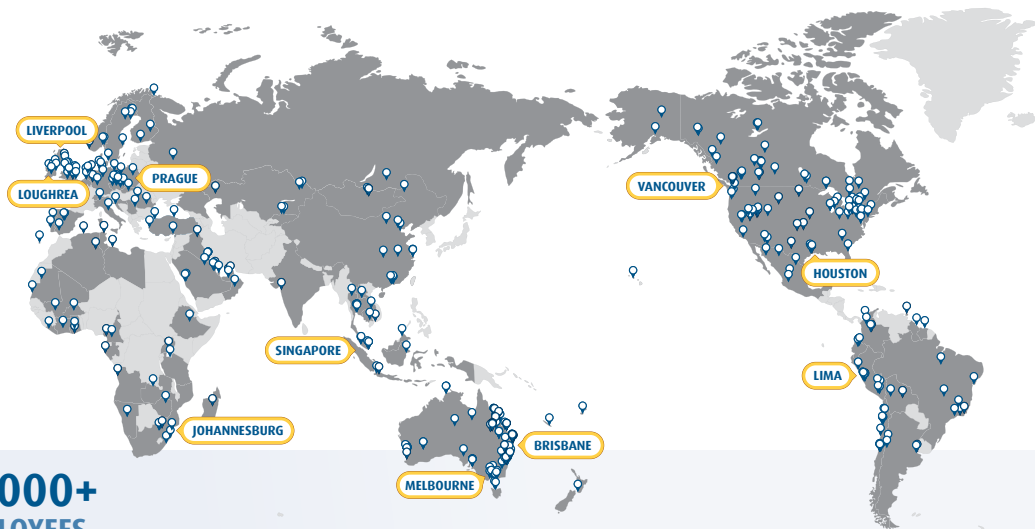 LIVERPOOL
PRAGUE
LOUGHREA
VANCOUVER
HOUSTON
SINGAPORE
LIMA
JOHANNESBURG
BRISBANE
MELBOURNE
000+